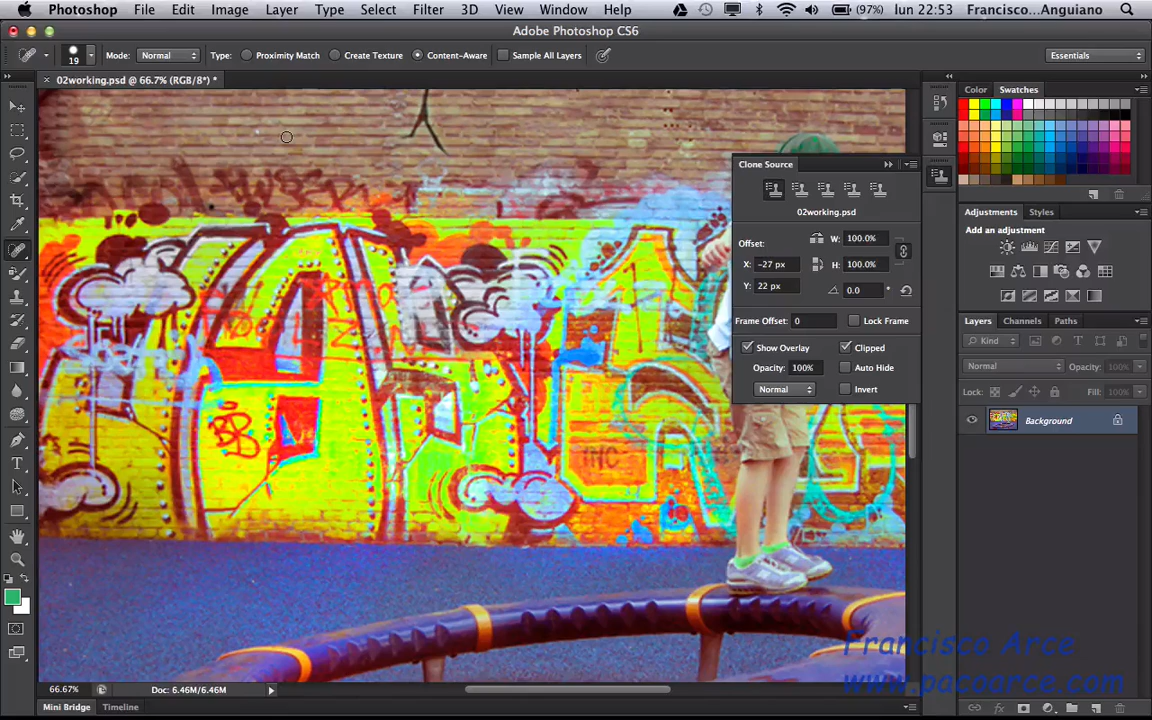 Photoshop File Edit Image Layer Type Select Filter 3D View Window Help (97%) lun 22:53 Francisco...Anguiano
Adobe Photoshop CS6
19 Mode: Normal Type: Proximity Match Create Texture Content-Aware Sample All Layers Essentials
02working.psd @ 66.7% (RGB/8*) *
Color Swatches
Clone Source
02working.psd
Offset: W: 100.0%
X: -27 px H: 100.0%
Y: 22 px 0.0 °
Frame Offset: 0 Lock Frame
Show Overlay Clipped
Opacity: 100% Auto Hide
Normal Invert
Adjustments Styles
Add an adjustment
Layers Channels Paths
Kind
Normal Opacity: 100%
Lock: Fill: 100%
Background
BB
INC
Francisco Arce
www.pacoarce.com
66.67% Doc: 6.46M/6.46M
Mini Bridge Timeline